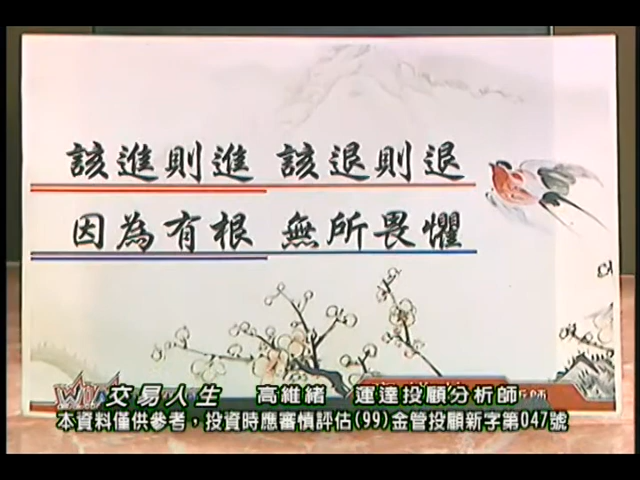 該進則進 該退則退
因為有根 無所畏懼
交易人生 高維緒 運達投顧分析師
本資料僅供參考,投資時應審慎評估(99)金管投顧新字第047號